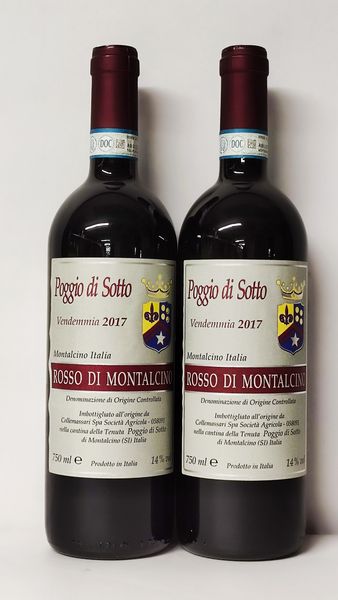 DOC
Poggio di Sotto
Vendemmia 2017
Montalcino Italia
ROSSO DI MONTALCINO
Denominazione di Origine Controllata
Imbottigliato all'origine da
Collemassari Spa Società Agricola - 058091
nella cantina della Tenuta Poggio di Sotto
di Montalcino (SI) Italia
750 ml e Prodotto in Italia 14%
DOC
Poggio di Sotto
Vendemmia 2017
Montalcino Italia
ROSSO DI MONTALCINO
Denominazione di Origine Controllata
Imbottigliato all'origine da
Collemassari Spa Società Agricola - 058091
nella cantina della Tenuta Poggio di Sotto
di Montalcino (SI) Italia
750 ml e Prodotto in Italia 14% vol